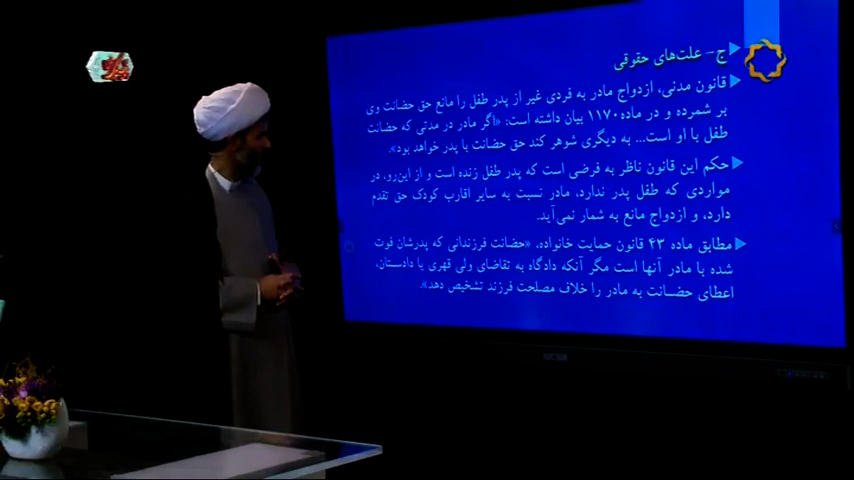 ج- علت‌های حقوقی
قانون مدنی، ازدواج مادر به فردی غیر از پدر طفل را مانع حق حضانت وی
بر شمرده و در ماده ۱۱۷۰ بیان داشته است: «اگر مادر در مدتی که حضانت
طفل با او است... به دیگری شوهر کند حق حضانت با پدر خواهد بود».
حکم این قانون ناظر به فرضی است که پدر طفل زنده است و از این‌رو، در
مواردی که طفل پدر ندارد، مادر نسبت به سایر اقارب کودک حق تقدم
دارد، و ازدواج مانع به شمار نمی‌آید.
مطابق ماده ۴۳ قانون حمایت خانواده، «حضانت فرزندانی که پدرشان فوت
شده با مادر آنها است مگر آنکه دادگاه به تقاضای ولی قهری یا دادستان،
اعطای حضانت به مادر را خلاف مصلحت فرزند تشخیص دهد».